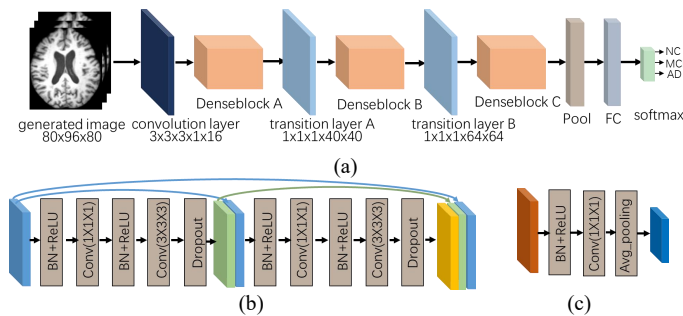 NC
MC
AD
Denseblock A
Denseblock B
Denseblock C
Pool
FC
softmax
generated image
80x96x80
convolution layer
3x3x3x1x16
transition layer A
1x1x1x40x40
transition layer B
1x1x1x64x64
(a)
BN+ReLU
Conv(1X1X1)
BN+ReLU
Conv(3X3X3)
Dropout
BN+ReLU
Conv(1X1X1)
BN+ReLU
Conv(3X3X3)
Dropout
(b)
BN+ReLU
Conv(1X1X1)
Avg_pooling
(c)